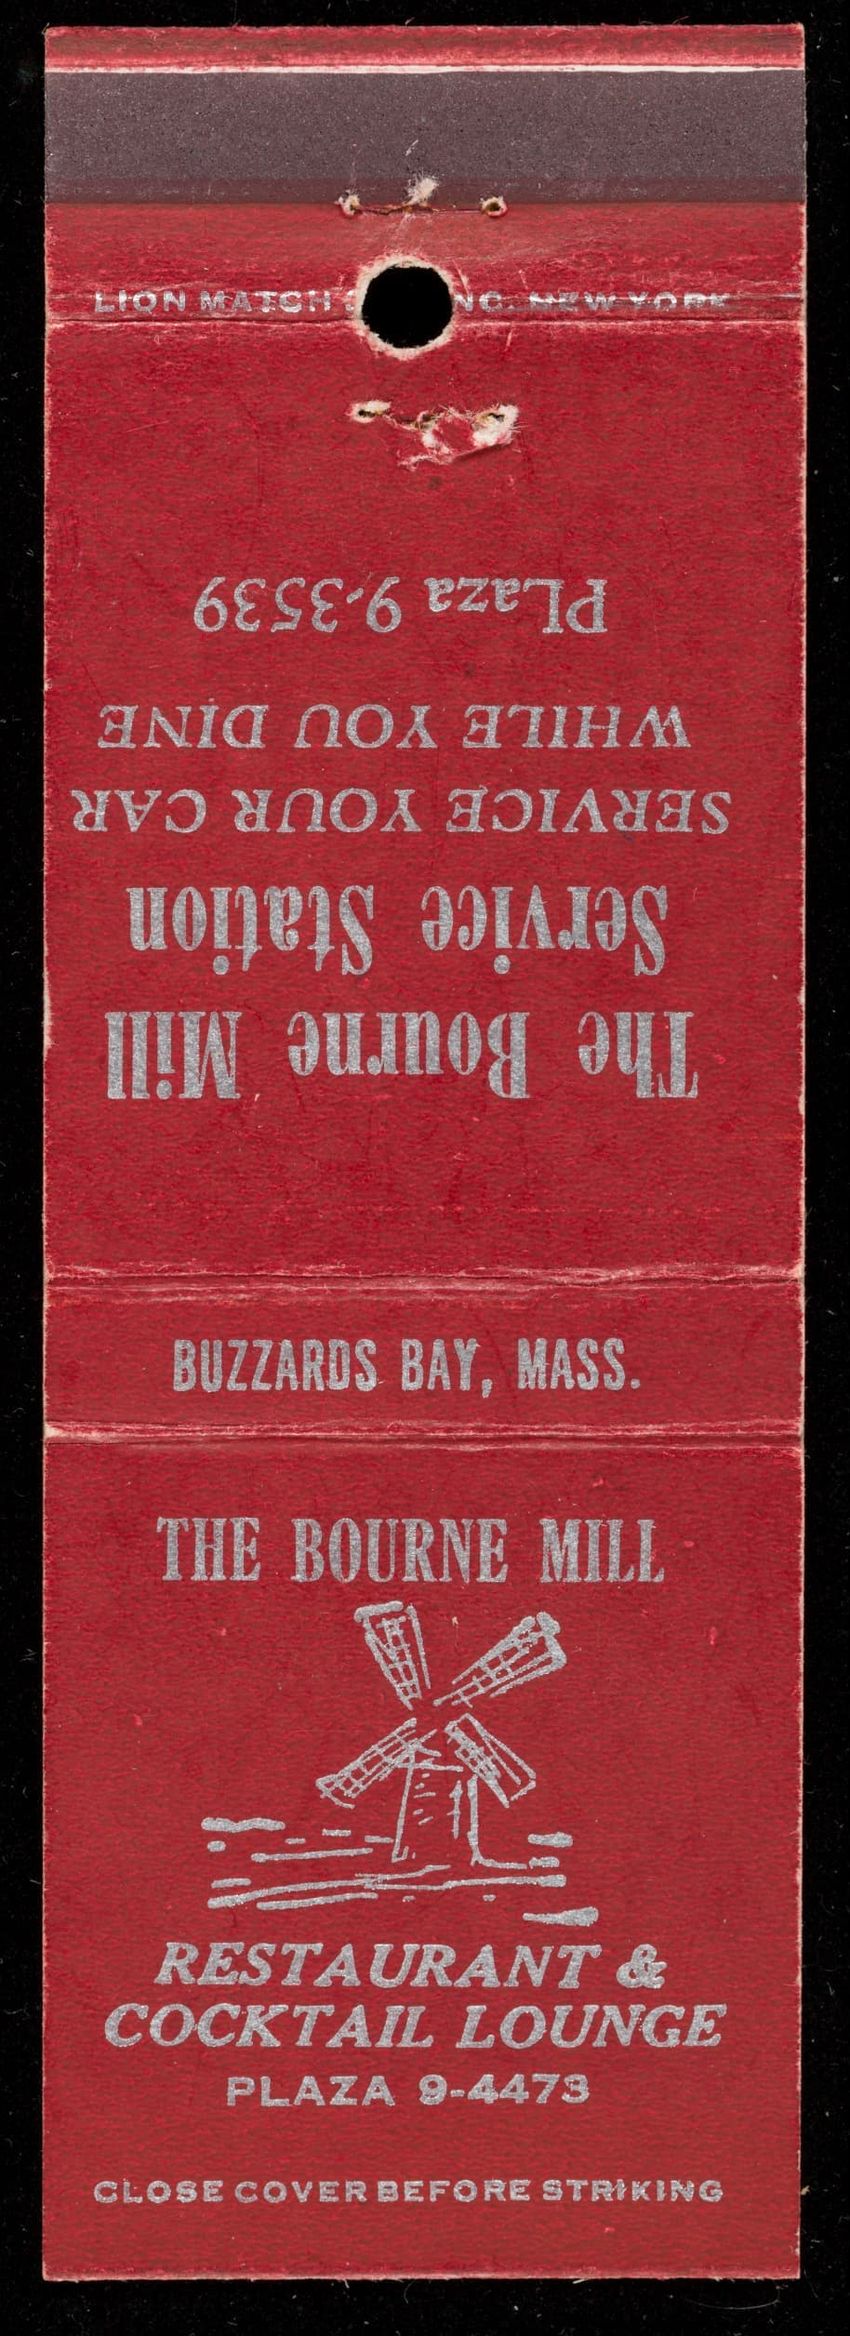 LION MATCH NC. NEW YORK
The Bourne Mill
Service Station
SERVICE YOUR CAR
WHILE YOU DINE
PLaza 9-3539
BUZZARDS BAY, MASS.
THE BOURNE MILL
RESTAURANT &
COCKTAIL LOUNGE
PLAZA 9-4473
CLOSE COVER BEFORE STRIKING